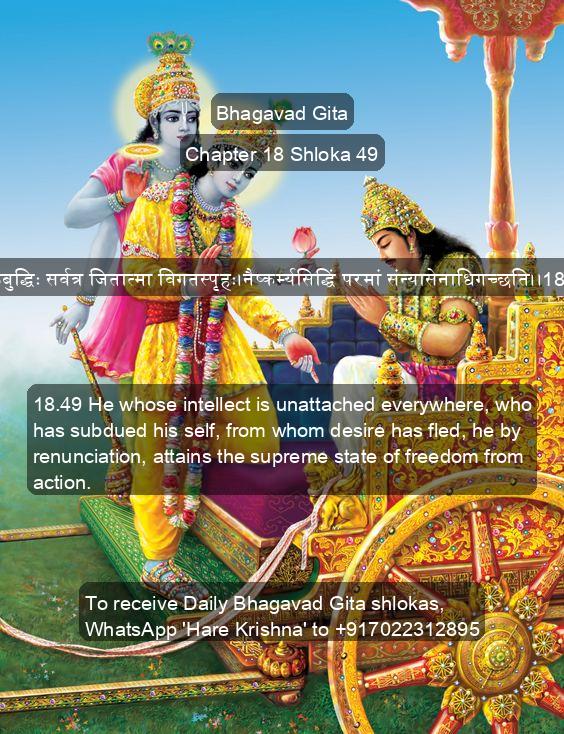 Bhagavad Gita
Chapter 18 Shloka 49
सर्वत्र जितात्मा विगतस्पृहः।नैष्कर्म्यसिद्धिं परमां संन्यासेनाधिगच्छति।।18
18.49 He whose intellect is unattached everywhere, who
has subdued his self, from whom desire has fled, he by
renunciation, attains the supreme state of freedom from
action.
To receive Daily Bhagavad Gita shlokas,
WhatsApp 'Hare Krishna' to +917022312895